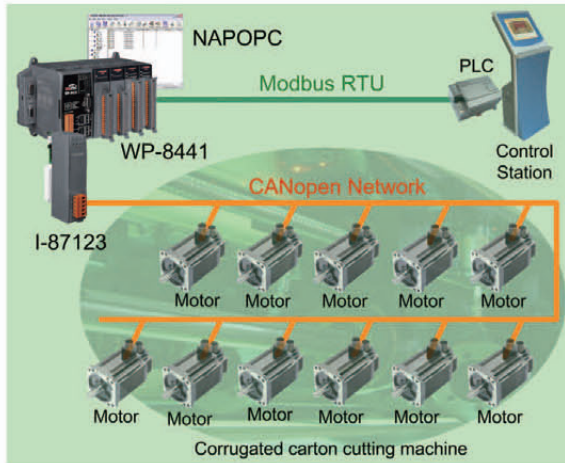 NAPOPC
Modbus RTU
PLC
WP-8441
Control
Station
CANopen Network
I-87123
Motor
Motor
Motor
Motor
Motor
Motor
Motor
Motor
Motor
Motor
Motor
Corrugated carton cutting machine